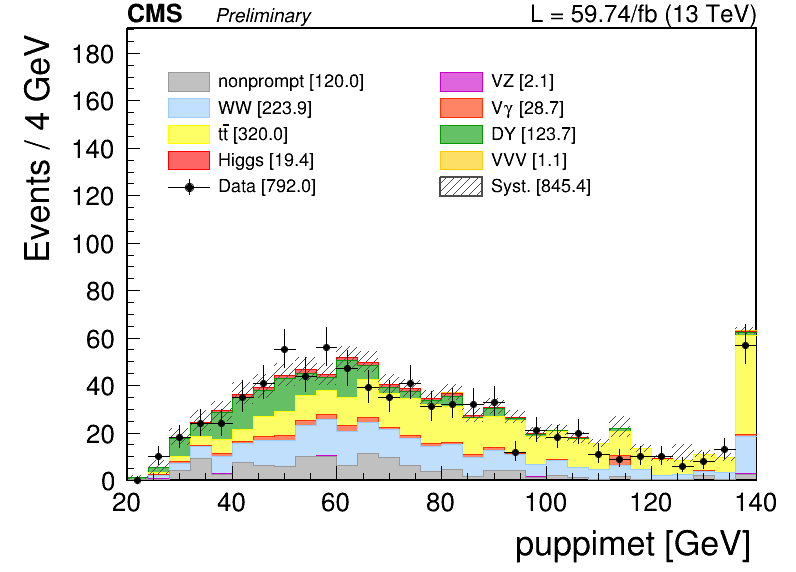 CMS Preliminary L = 59.74/fb (13 TeV)
Events / 4 GeV
180
160
140
120
100
80
60
40
20
0
nonprompt [120.0] VZ [2.1]
WW [223.9] Vγ [28.7]
tt̄ [320.0] DY [123.7]
Higgs [19.4] VVV [1.1]
Data [792.0] Syst. [845.4]
20 40 60 80 100 120 140
puppimet [GeV]